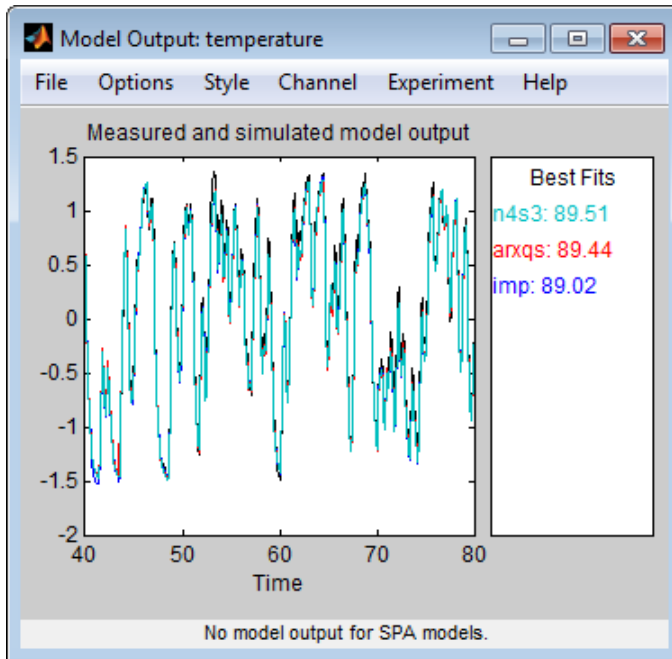 Model Output: temperature
File Options Style Channel Experiment Help
Measured and simulated model output
1.5
1
0.5
0
-0.5
-1
-1.5
-2
40 50 60 70 80
Time
Best Fits
n4s3: 89.51
arxqs: 89.44
imp: 89.02
No model output for SPA models.